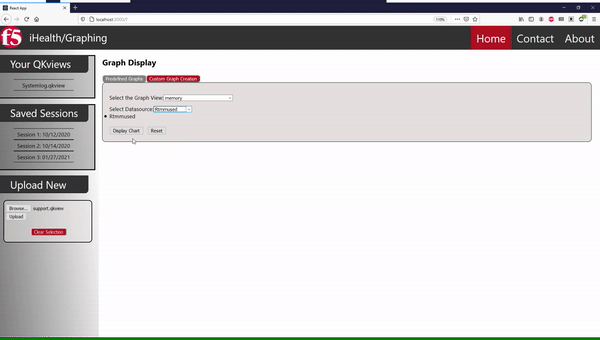 React App
localhost:3000/?
110%
f5
iHealth/Graphing
Home
Contact
About
Your QKviews
Systemlog.qkview
Saved Sessions
Session 1: 10/12/2020
Session 2: 10/14/2020
Session 3: 01/27/2021
Upload New
Browse... support.qkview
Upload
Clear Selection
Graph Display
Predefined Graphs
Custom Graph Creation
Select the Graph View: memory
Select Datasource: Rtmmused
• Rtmmused
Display Chart
Reset